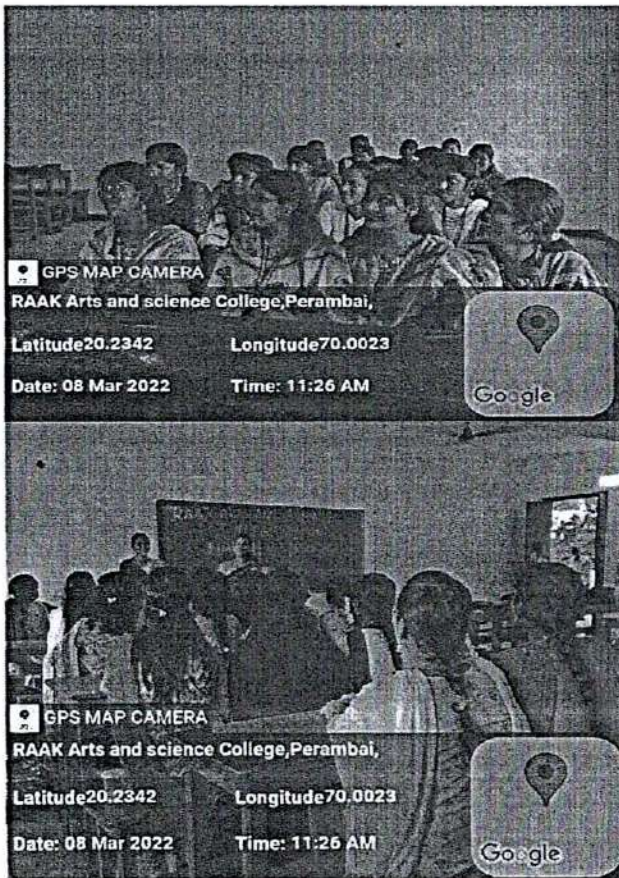 GPS MAP CAMERA
RAAK Arts and science College,Perambai,
Latitude20.2342 Longitude70.0023
Date: 08 Mar 2022 Time: 11:26 AM
Google
RAAK
GPS MAP CAMERA
RAAK Arts and science College,Perambai,
Latitude20.2342 Longitude70.0023
Date: 08 Mar 2022 Time: 11:26 AM
Google